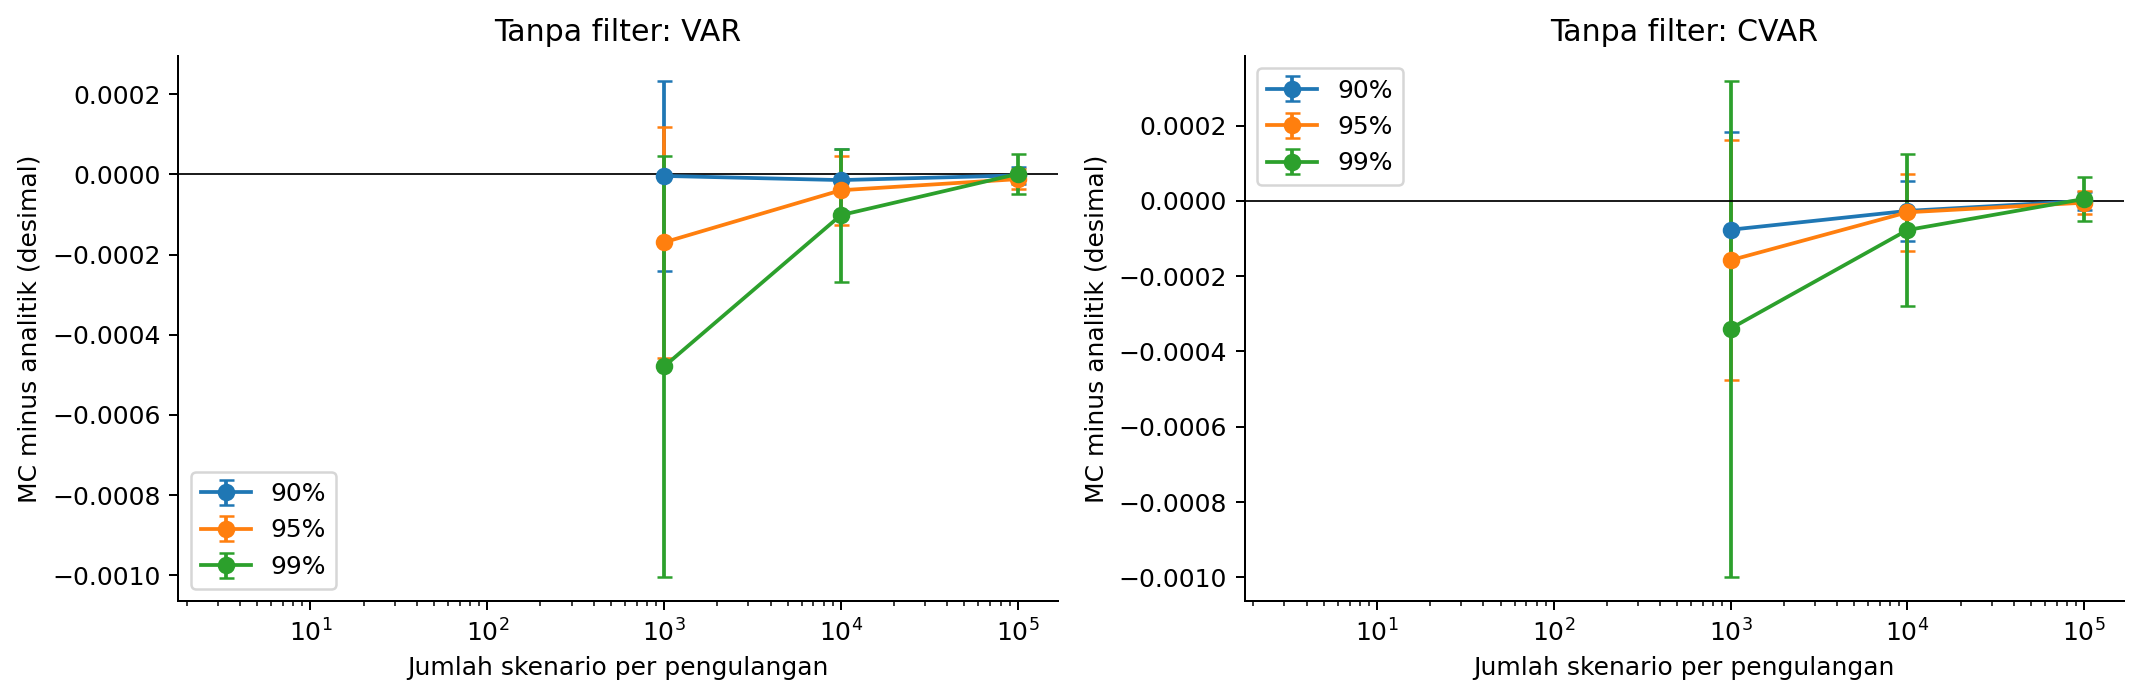 Tanpa filter: VAR
MC minus analitik (desimal)
0.0002
0.0000
−0.0002
−0.0004
−0.0006
−0.0008
−0.0010
90%
95%
99%
10¹ 10² 10³ 10⁴ 10⁵
Jumlah skenario per pengulangan
Tanpa filter: CVAR
MC minus analitik (desimal)
90%
95%
99%
0.0002
0.0000
−0.0002
−0.0004
−0.0006
−0.0008
−0.0010
10¹ 10² 10³ 10⁴ 10⁵
Jumlah skenario per pengulangan